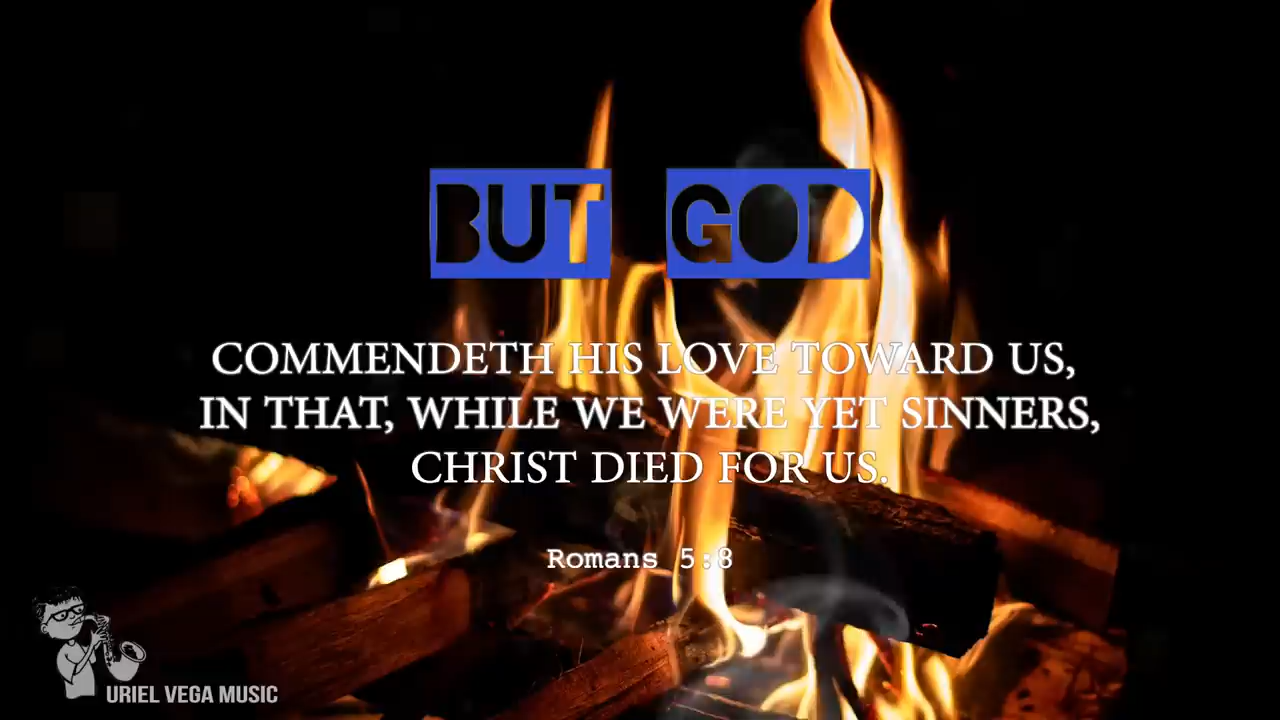 BUT GOD
COMMENDETH HIS LOVE TOWARD US,
IN THAT, WHILE WE WERE YET SINNERS,
CHRIST DIED FOR US.
Romans 5:8
URIEL VEGA MUSIC